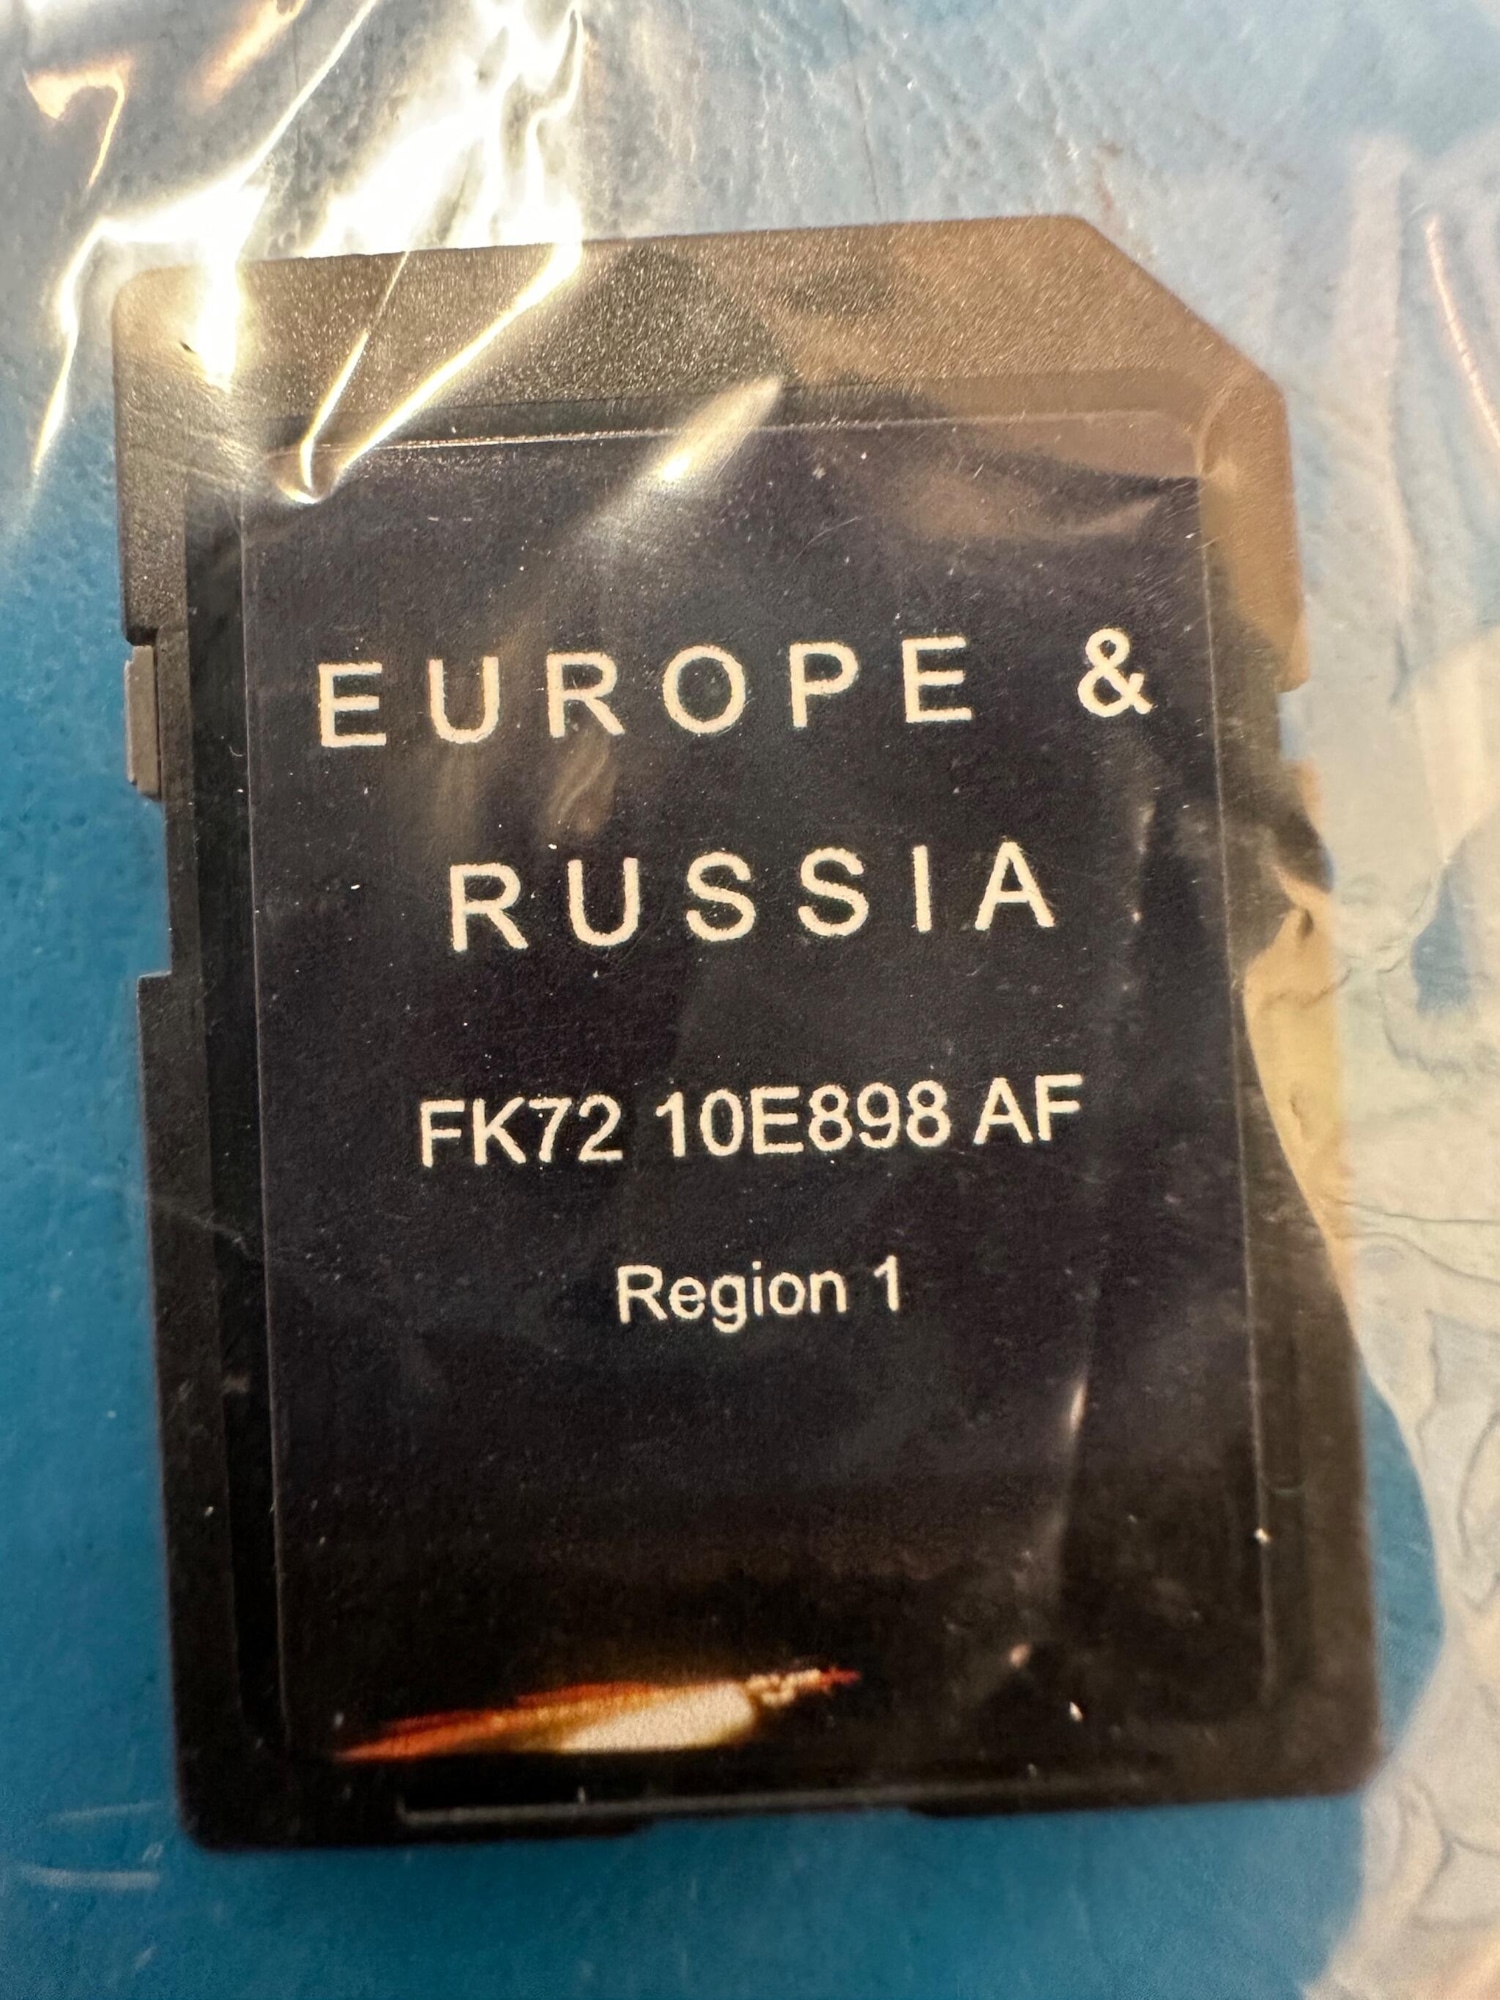 EUROPE &
RUSSIA
FK72 10E898 AF
Region 1